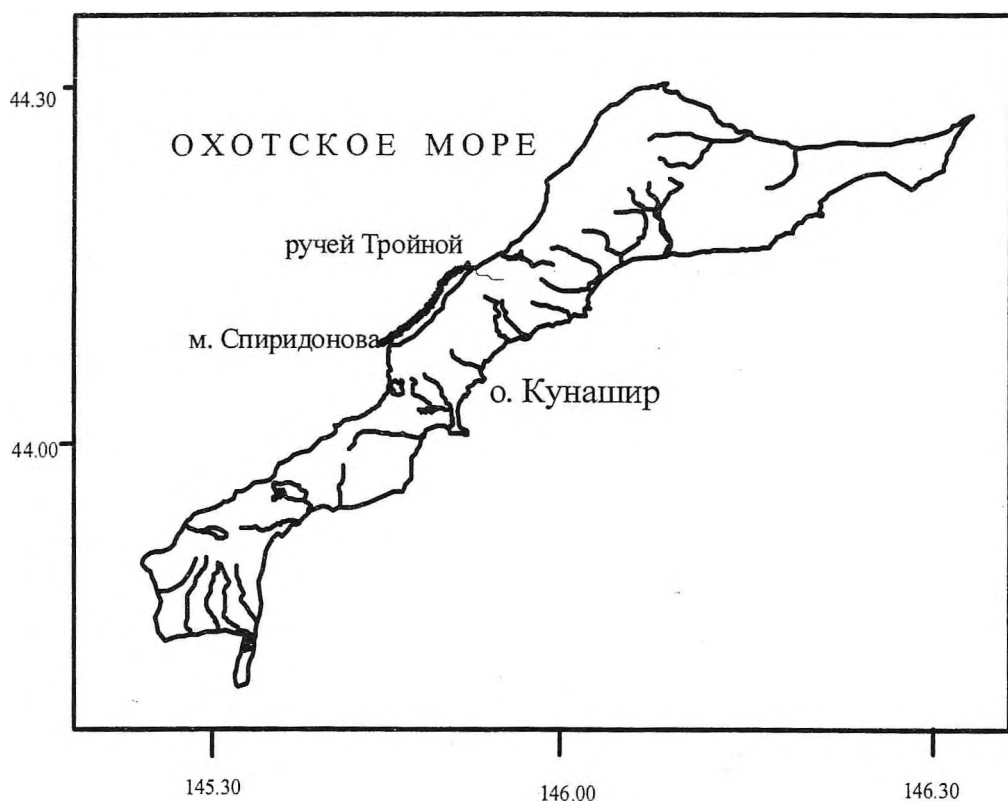 44.30
ОХОТСКОЕ МОРЕ
ручей Тройной
м. Спиридонова
о. Кунашир
44.00
145.30
146.00
146.30